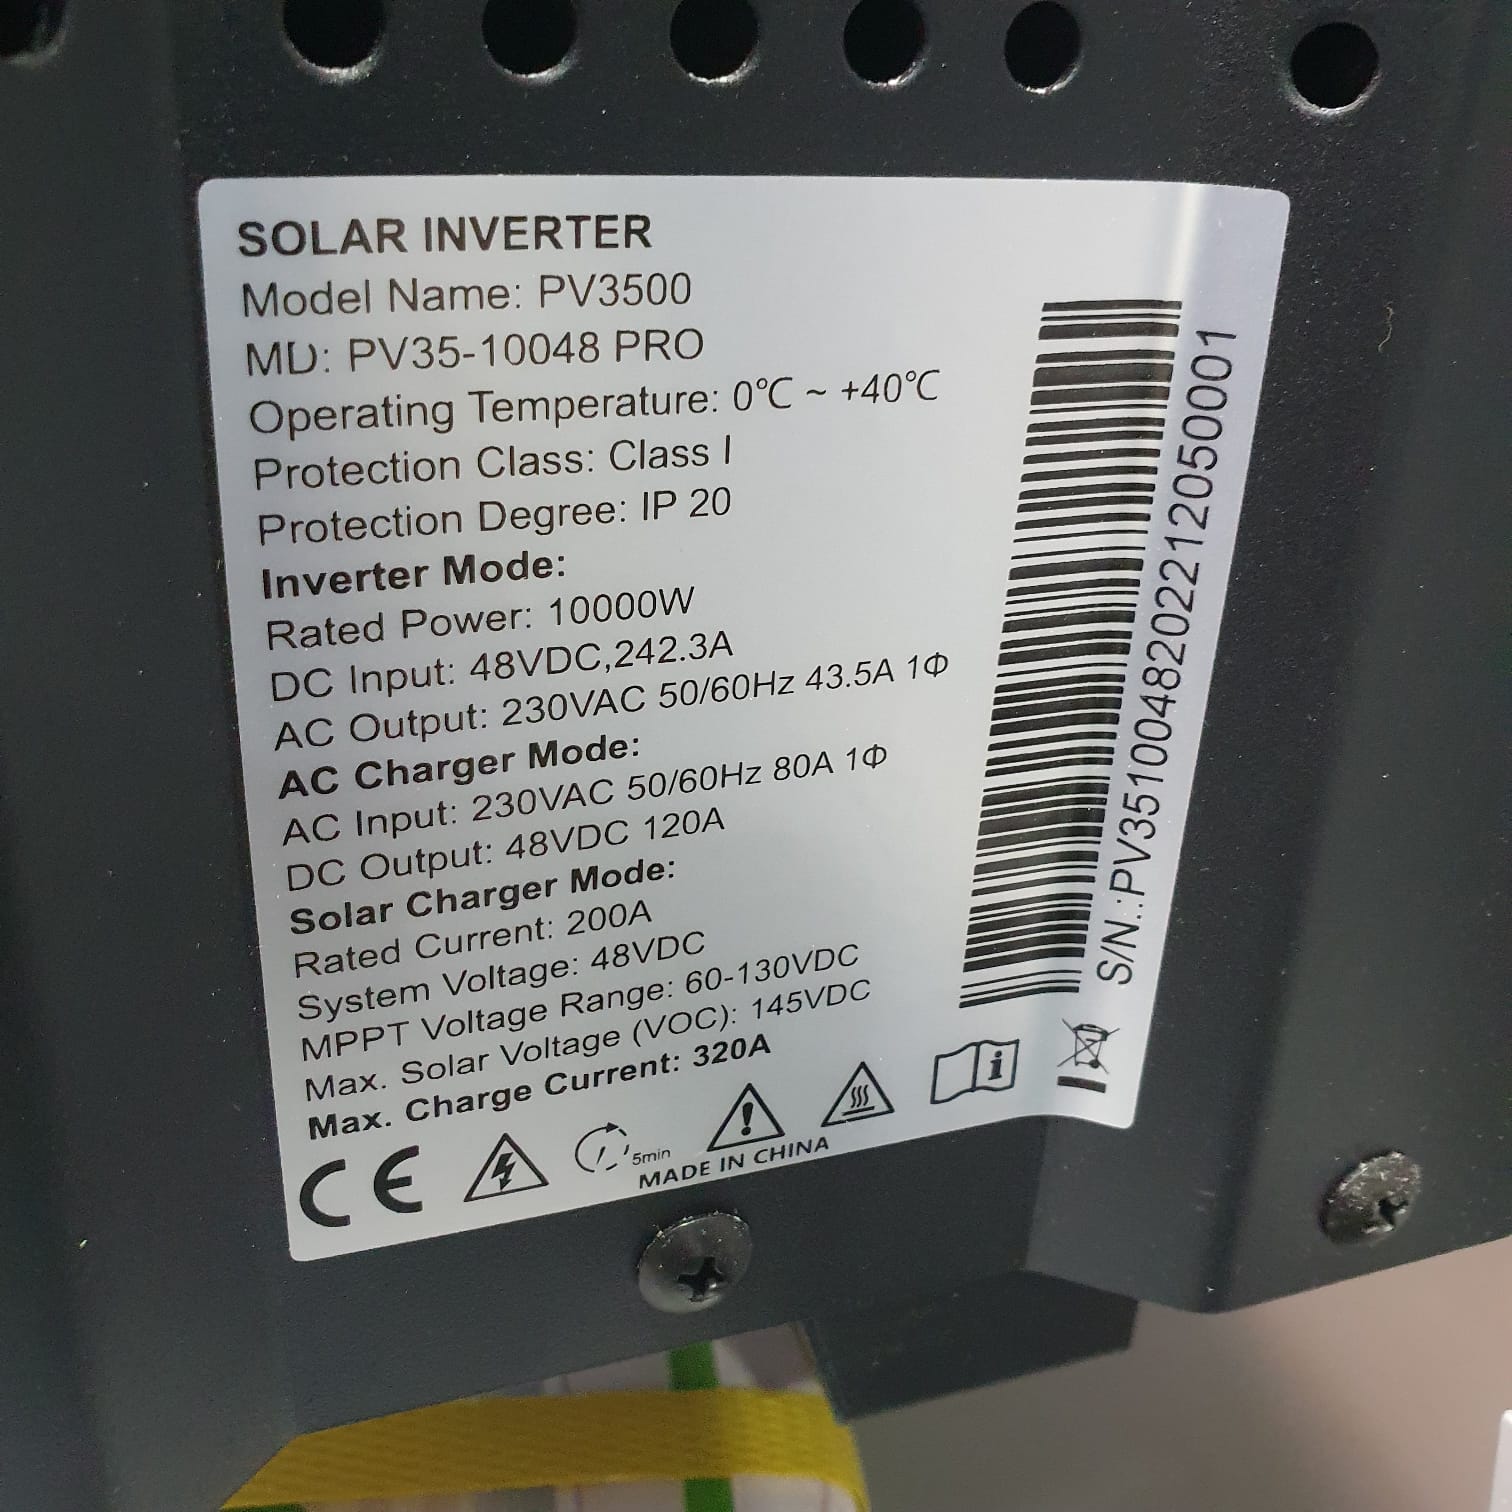 SOLAR INVERTER
Model Name: PV3500
MD: PV35-10048 PRO
Operating Temperature: 0℃ ~ +40℃
Protection Class: Class I
Protection Degree: IP 20
Inverter Mode:
Rated Power: 10000W
DC Input: 48VDC,242.3A
AC Output: 230VAC 50/60Hz 43.5A 1Φ
AC Charger Mode:
AC Input: 230VAC 50/60Hz 80A 1Φ
DC Output: 48VDC 120A
Solar Charger Mode:
Rated Current: 200A
System Voltage: 48VDC
MPPT Voltage Range: 60-130VDC
Max. Solar Voltage (VOC): 145VDC
Max. Charge Current: 320A
CE
5min
MADE IN CHINA
S/N.:PV351004820221205​0001